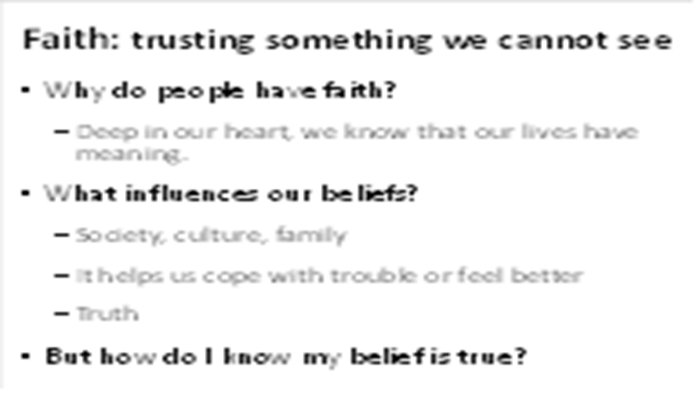 Faith: trusting something we cannot see
• Why do people have faith?
– Deep in our heart, we know that our lives have
meaning.
• What influences our beliefs?
– Society, culture, family
– It helps us cope with trouble or feel better
– Truth
• But how do I know my belief is true?